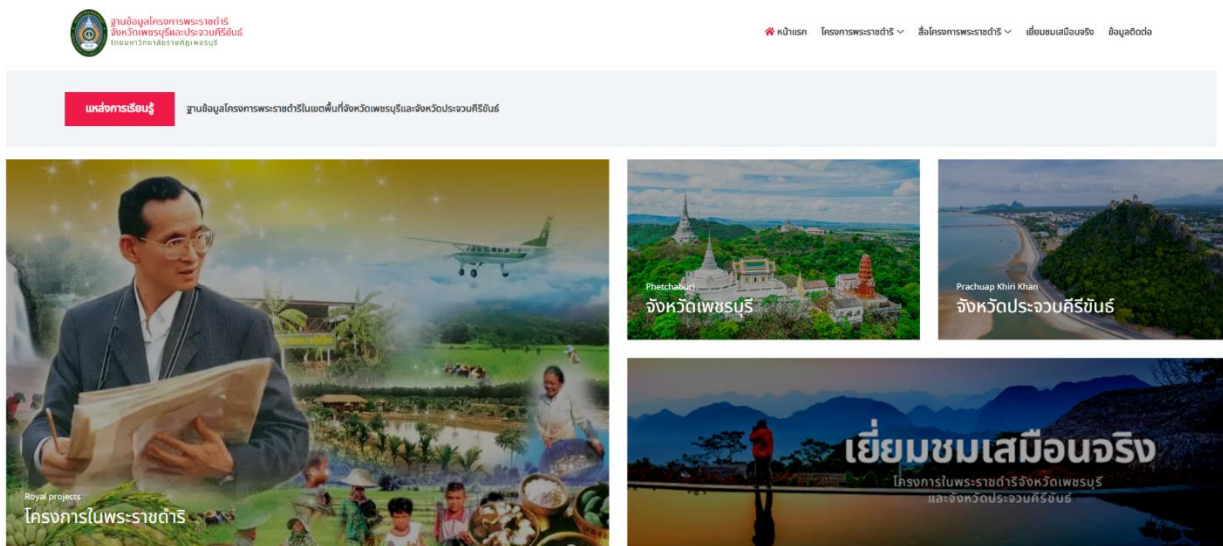 ฐานข้อมูลโครงการพระราชดำริ
จังหวัดเพชรบุรีและประจวบคีรีขันธ์
โดยมหาวิทยาลัยราชภัฏเพชรบุรี
หน้าแรก โครงการพระราชดำริ สื่อโครงการพระราชดำริ เยี่ยมชมเสมือนจริง ข้อมูลติดต่อ
แหล่งการเรียนรู้ ฐานข้อมูลโครงการพระราชดำริในเขตพื้นที่จังหวัดเพชรบุรีและจังหวัดประจวบคีรีขันธ์
Royal projects
โครงการในพระราชดำริ
Phetchaburi
จังหวัดเพชรบุรี
Prachuap Khiri Khan
จังหวัดประจวบคีรีขันธ์
เยี่ยมชมเสมือนจริง
โครงการในพระราชดำริจังหวัดเพชรบุรี
และจังหวัดประจวบคีรีขันธ์